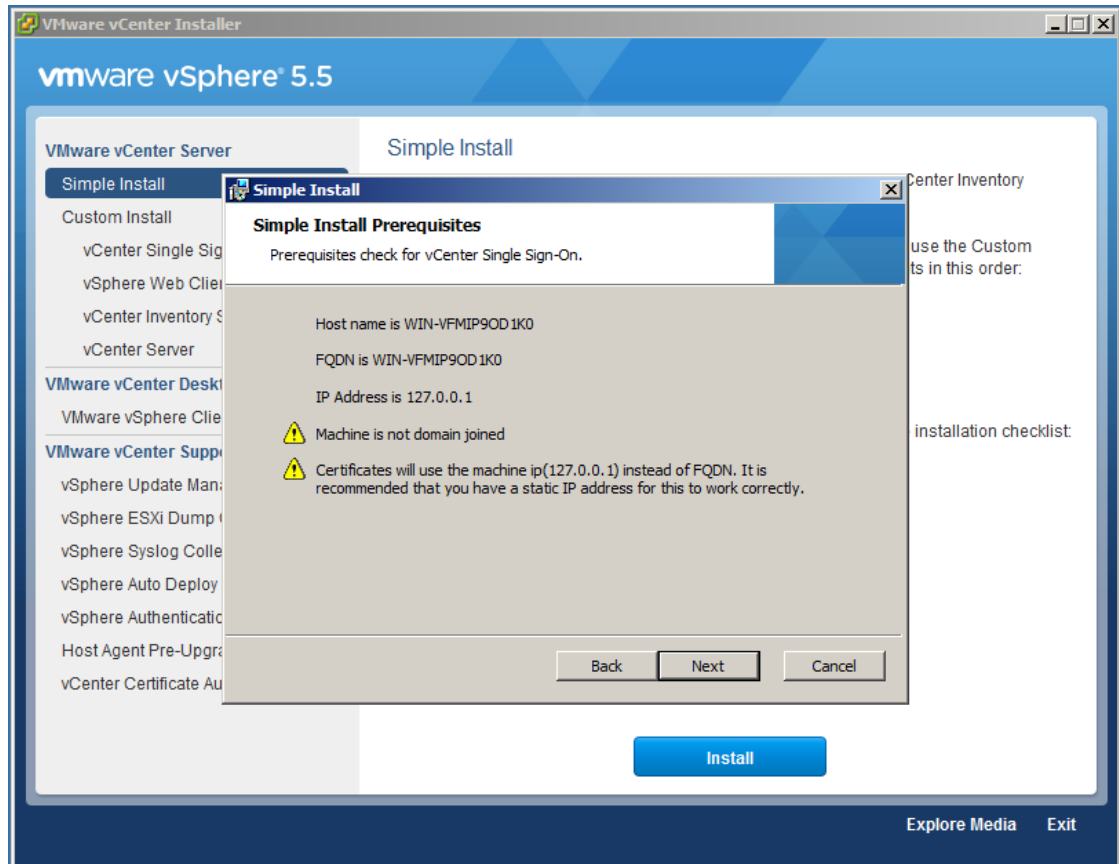 VMware vCenter Installer
vmware vSphere® 5.5
VMware vCenter Server
Simple Install
Custom Install
vCenter Single Sig
vSphere Web Clie
vCenter Inventory S
vCenter Server
VMware vCenter Deskt
VMware vSphere Clie
VMware vCenter Supp
vSphere Update Man
vSphere ESXi Dump
vSphere Syslog Colle
vSphere Auto Deploy
vSphere Authenticatic
Host Agent Pre-Upgra
vCenter Certificate Au
Simple Install
Center Inventory
use the Custom
ts in this order:
installation checklist:
Simple Install
Simple Install Prerequisites
Prerequisites check for vCenter Single Sign-On.
Host name is WIN-VFMIP9OD1K0
FQDN is WIN-VFMIP9OD1K0
IP Address is 127.0.0.1
Machine is not domain joined
Certificates will use the machine ip(127.0.0.1) instead of FQDN. It is
recommended that you have a static IP address for this to work correctly.
Back
Next
Cancel
Install
Explore Media
Exit